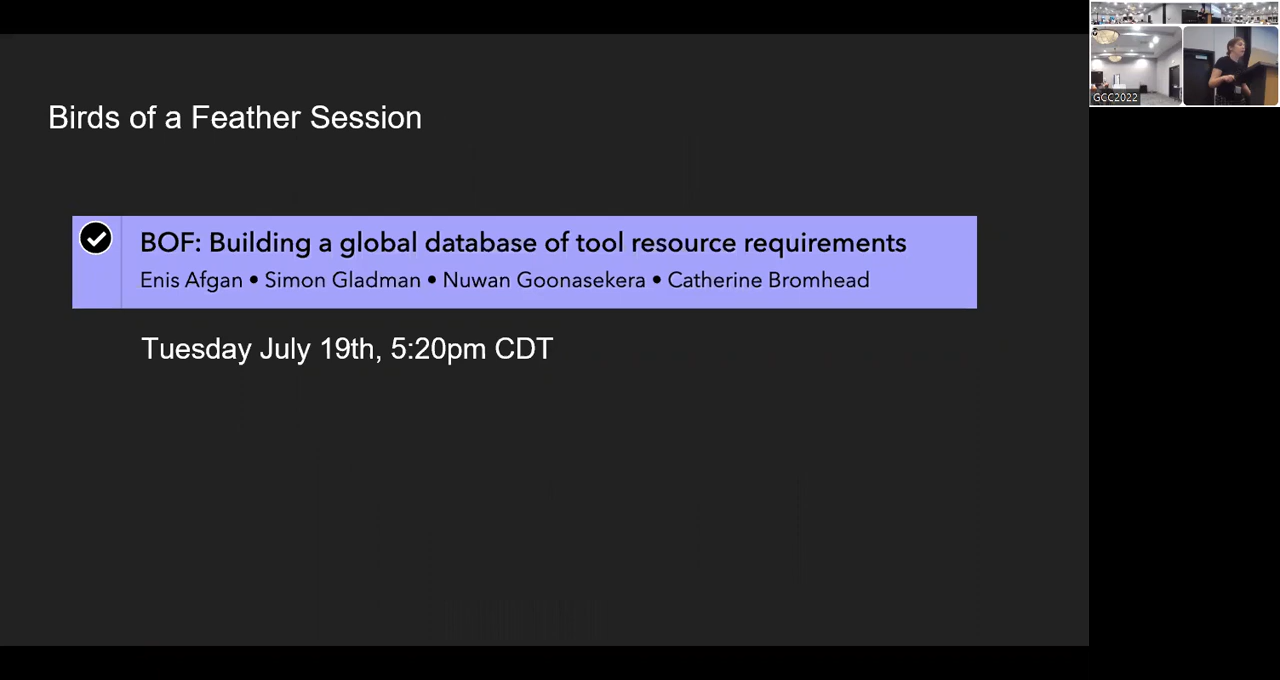 Birds of a Feather Session
BOF: Building a global database of tool resource requirements
Enis Afgan • Simon Gladman • Nuwan Goonasekera • Catherine Bromhead
Tuesday July 19th, 5:20pm CDT
GCC2022